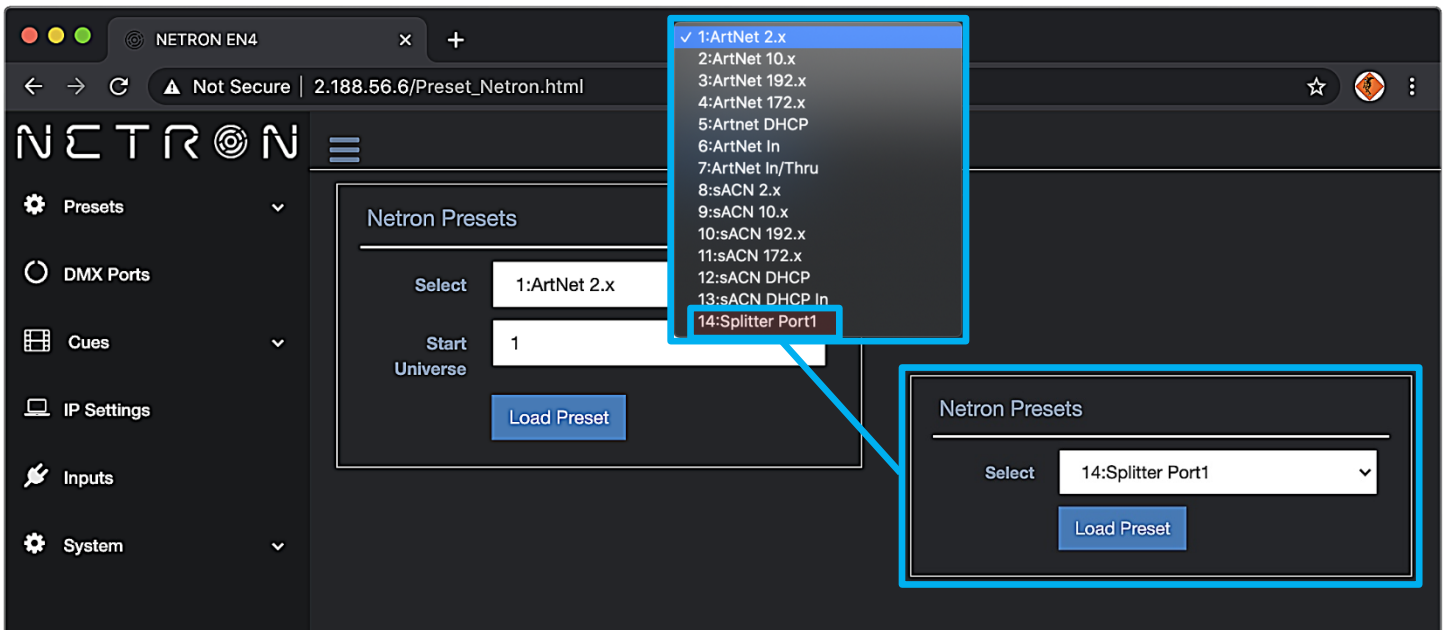 NETRON EN4
Not Secure | 2.188.56.6/Preset_Netron.html
NETRON
Presets
DMX Ports
Cues
IP Settings
Inputs
System
Netron Presets
Select
1:ArtNet 2.x
Start
Universe
1
Load Preset
✓ 1:ArtNet 2.x
2:ArtNet 10.x
3:ArtNet 192.x
4:ArtNet 172.x
5:Artnet DHCP
6:ArtNet In
7:ArtNet In/Thru
8:sACN 2.x
9:sACN 10.x
10:sACN 192.x
11:sACN 172.x
12:sACN DHCP
13:sACN DHCP In
14:Splitter Port1
Netron Presets
Select
14:Splitter Port1
Load Preset